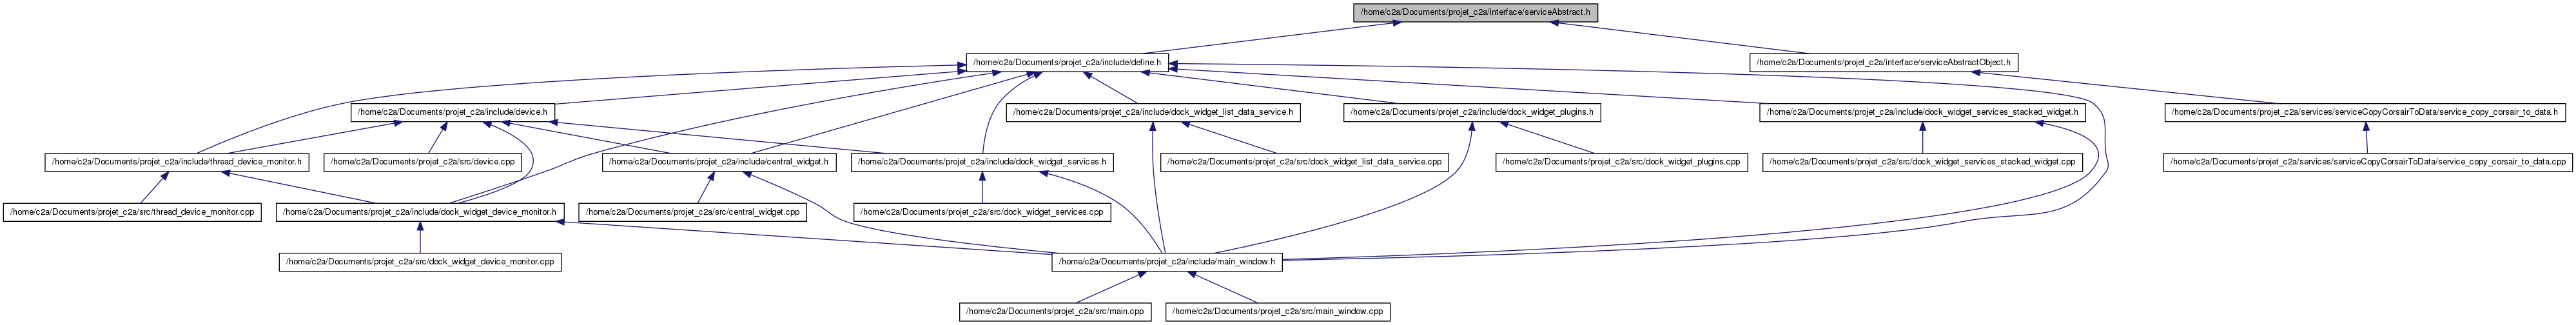 /home/c2a/Documents/projet_c2a/interface/serviceAbstract.h
/home/c2a/Documents/projet_c2a/include/define.h
/home/c2a/Documents/projet_c2a/interface/serviceAbstractObject.h
/home/c2a/Documents/projet_c2a/include/device.h
/home/c2a/Documents/projet_c2a/include/dock_widget_list_data_service.h
/home/c2a/Documents/projet_c2a/include/dock_widget_plugins.h
/home/c2a/Documents/projet_c2a/include/dock_widget_services_stacked_widget.h
/home/c2a/Documents/projet_c2a/services/serviceCopyCorsairToData/service_copy_corsair_to_data.h
/home/c2a/Documents/projet_c2a/include/thread_device_monitor.h
/home/c2a/Documents/projet_c2a/src/device.cpp
/home/c2a/Documents/projet_c2a/include/central_widget.h
/home/c2a/Documents/projet_c2a/include/dock_widget_services.h
/home/c2a/Documents/projet_c2a/src/dock_widget_list_data_service.cpp
/home/c2a/Documents/projet_c2a/src/dock_widget_plugins.cpp
/home/c2a/Documents/projet_c2a/src/dock_widget_services_stacked_widget.cpp
/home/c2a/Documents/projet_c2a/services/serviceCopyCorsairToData/service_copy_corsair_to_data.cpp
/home/c2a/Documents/projet_c2a/src/thread_device_monitor.cpp
/home/c2a/Documents/projet_c2a/include/dock_widget_device_monitor.h
/home/c2a/Documents/projet_c2a/src/central_widget.cpp
/home/c2a/Documents/projet_c2a/src/dock_widget_services.cpp
/home/c2a/Documents/projet_c2a/src/dock_widget_device_monitor.cpp
/home/c2a/Documents/projet_c2a/include/main_window.h
/home/c2a/Documents/projet_c2a/src/main.cpp
/home/c2a/Documents/projet_c2a/src/main_window.cpp